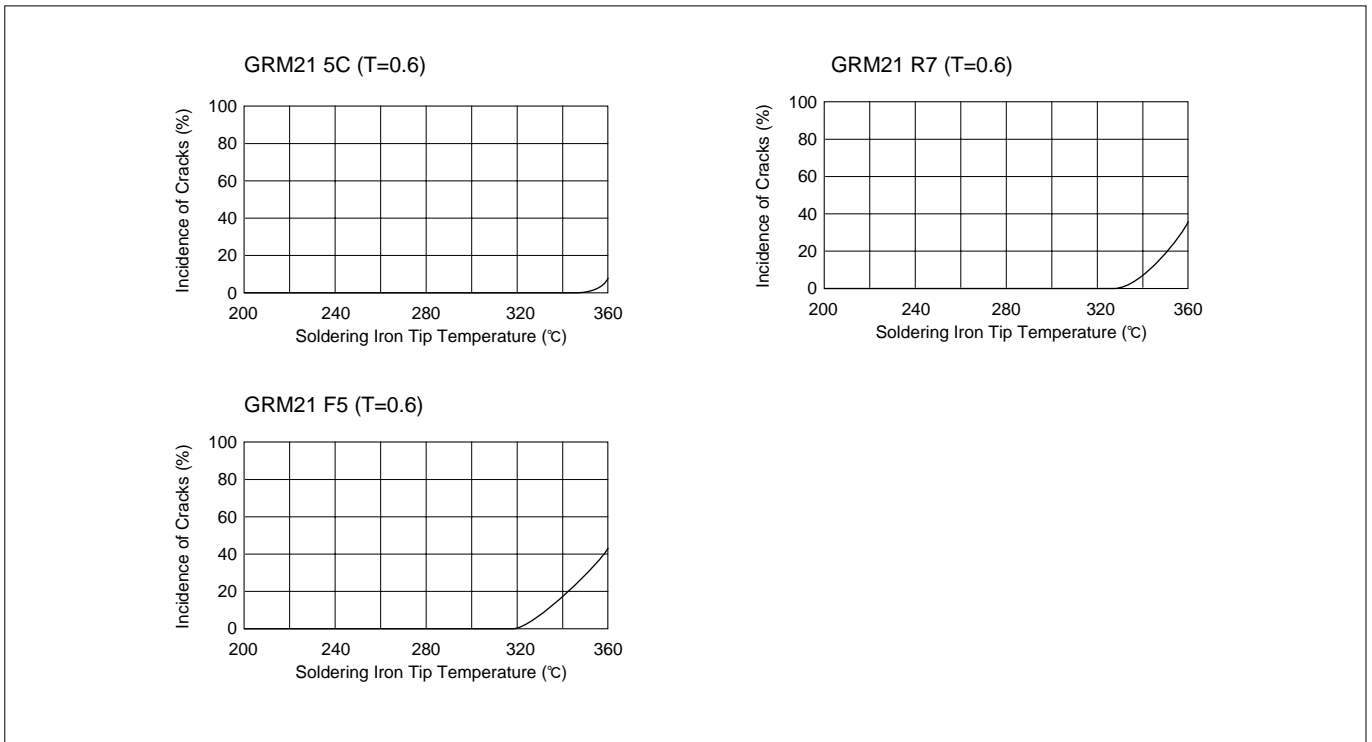 GRM21 5C (T=0.6)
Incidence of Cracks (%)
100
80
60
40
20
0
200 240 280 320 360
Soldering Iron Tip Temperature (℃)
GRM21 R7 (T=0.6)
Incidence of Cracks (%)
100
80
60
40
20
0
200 240 280 320 360
Soldering Iron Tip Temperature (℃)
GRM21 F5 (T=0.6)
Incidence of Cracks (%)
100
80
60
40
20
0
200 240 280 320 360
Soldering Iron Tip Temperature (℃)